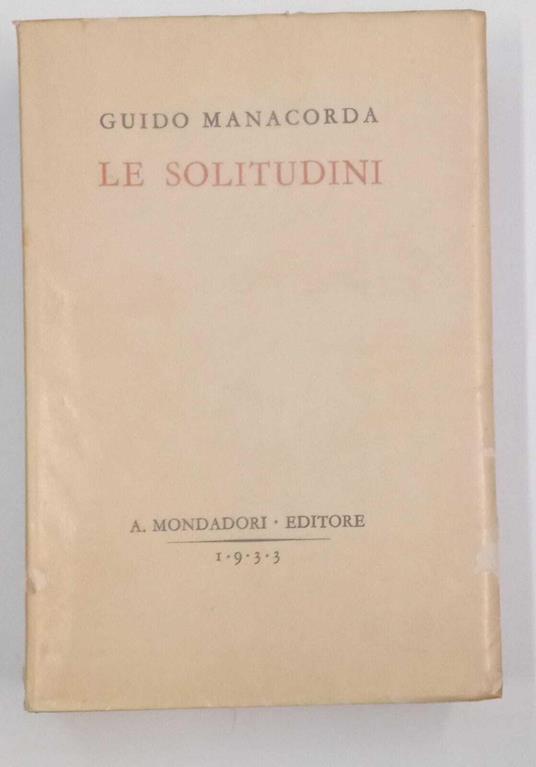 GUIDO MANACORDA
LE SOLITUDINI
A. MONDADORI · EDITORE
1·9·3·3